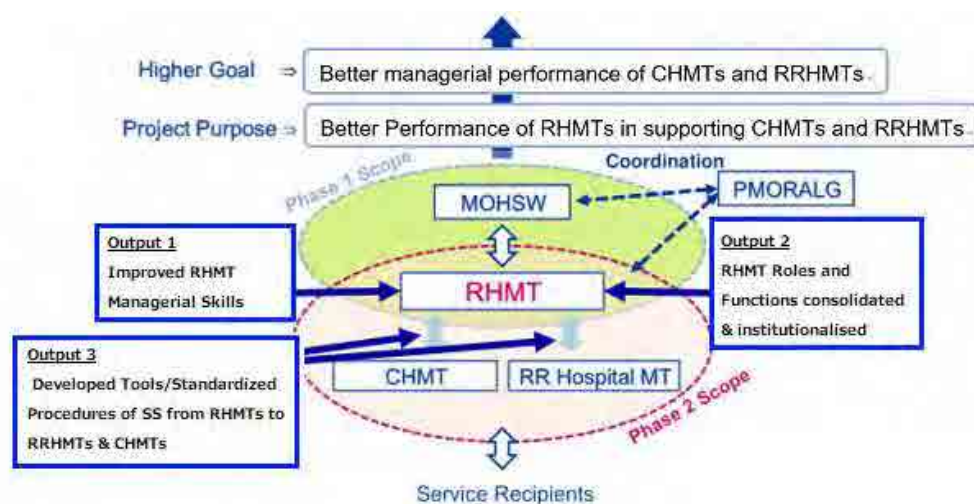 Higher Goal ⇒ Better managerial performance of CHMTs and RRHMTs.
Project Purpose ⇒ Better Performance of RHMTs in supporting CHMTs and RRHMTs.
Phase 1 Scope
Coordination
MOHSW
PMORALG
Output 1
Improved RHMT
Managerial Skills
RHMT
Output 2
RHMT Roles and
Functions consolidated
& institutionalised
Output 3
Developed Tools/Standardized
Procedures of SS from RHMTs to
RRHMTs & CHMTs
CHMT
RR Hospital MT
Phase 2 Scope
Service Recipients